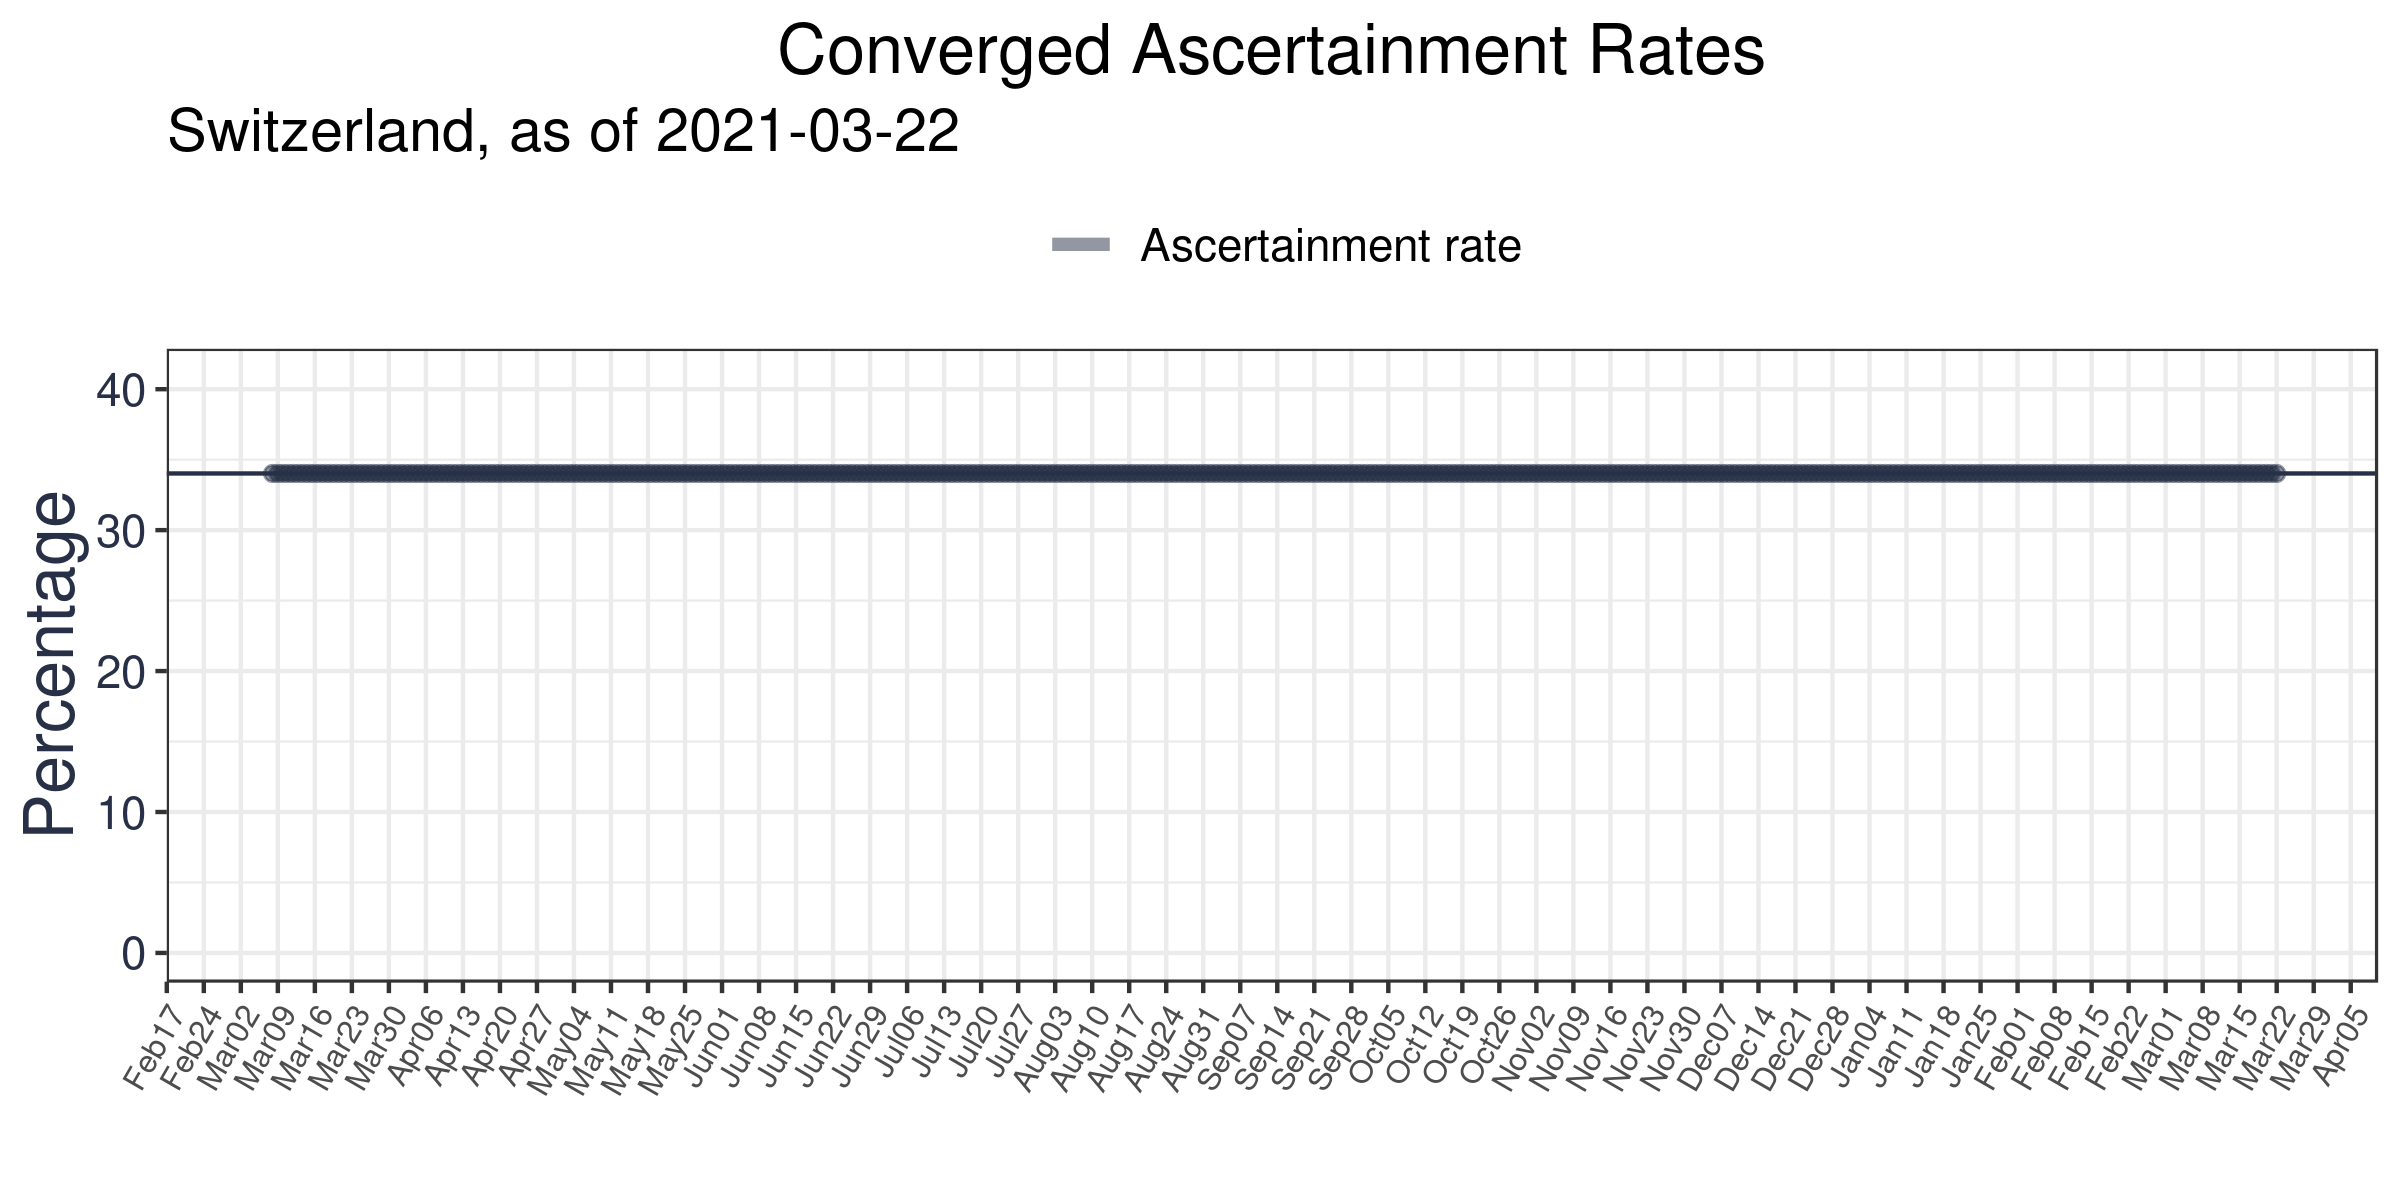 Converged Ascertainment Rates
Switzerland, as of 2021-03-22
Ascertainment rate
Percentage
40
30
20
10
0
Feb17 Feb24 Mar02 Mar09 Mar16 Mar23 Mar30 Apr06 Apr13 Apr20 Apr27 May04 May11 May18 May25 Jun01 Jun08 Jun15 Jun22 Jun29 Jul06 Jul13 Jul20 Jul27 Aug03 Aug10 Aug17 Aug24 Aug31 Sep07 Sep14 Sep21 Sep28 Oct05 Oct12 Oct19 Oct26 Nov02 Nov09 Nov16 Nov23 Nov30 Dec07 Dec14 Dec21 Dec28 Jan04 Jan11 Jan18 Jan25 Feb01 Feb08 Feb15 Feb22 Mar01 Mar08 Mar15 Mar22 Mar29 Apr05